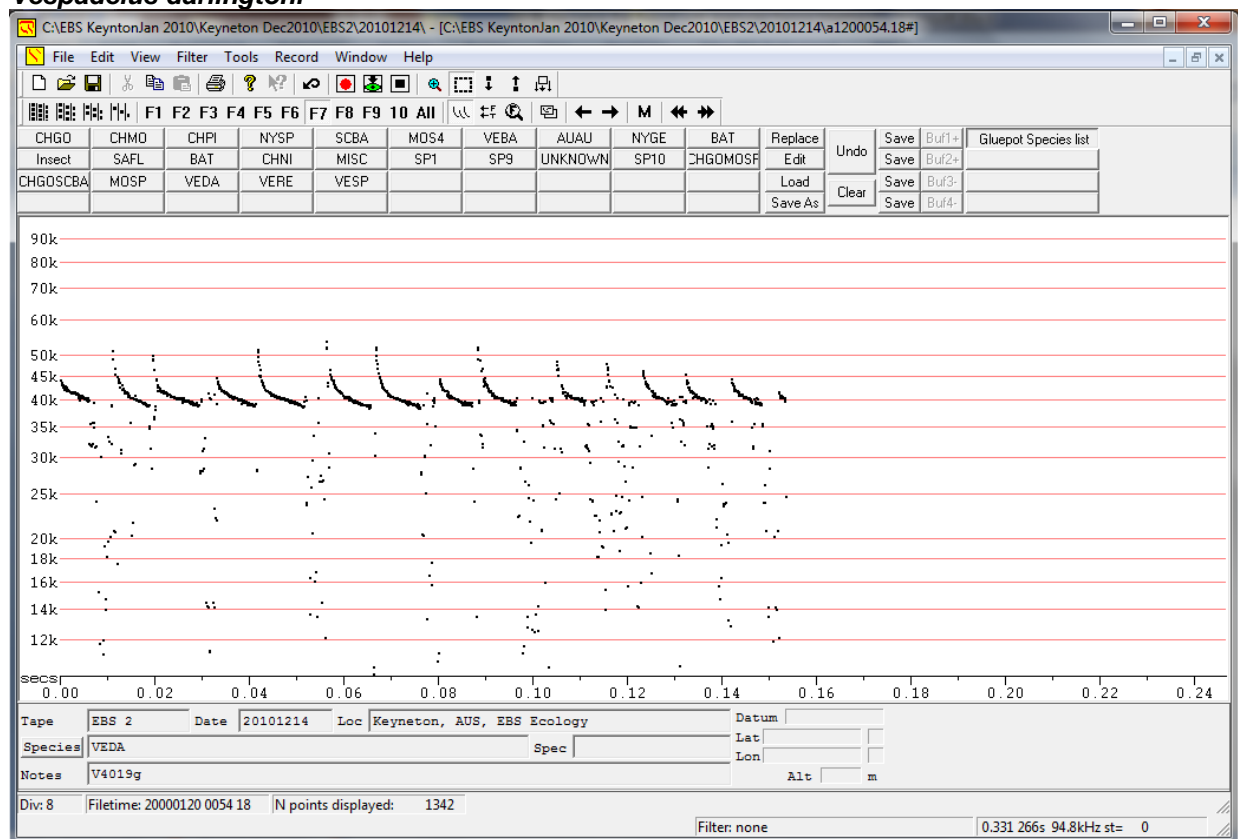 Vespadelus darlingtoni
C:\EBS KeyntonJan 2010\Keyneton Dec2010\EBS2\20101214\ - [C:\EBS KeyntonJan 2010\Keyneton Dec2010\EBS2\20101214\a1200054.18#]
File Edit View Filter Tools Record Window Help
F1 F2 F3 F4 F5 F6 F7 F8 F9 10 All M
CHGO CHMO CHPI NYSP SCBA MOS4 VEBA AUAU NYGE BAT Replace Undo Save Buf1+ Gluepot Species list
Insect SAFL BAT CHNI MISC SP1 SP9 UNKNOWN SP10 CHGOMOSF Edit Save Buf2+
CHGOSCBA MOSP VEDA VERE VESP Load Clear Save Buf3-
Save As Save Buf4-
90k
80k
70k
60k
50k
45k
40k
35k
30k
25k
20k
18k
16k
14k
12k
secs
0.00 0.02 0.04 0.06 0.08 0.10 0.12 0.14 0.16 0.18 0.20 0.22 0.24
Tape EBS 2 Date 20101214 Loc Keyneton, AUS, EBS Ecology Datum
Species VEDA Spec Lat
Lon
Notes V4019g Alt m
Div: 8 Filetime: 20000120 0054 18 N points displayed: 1342
Filter: none 0.331 266s 94.8kHz st= 0